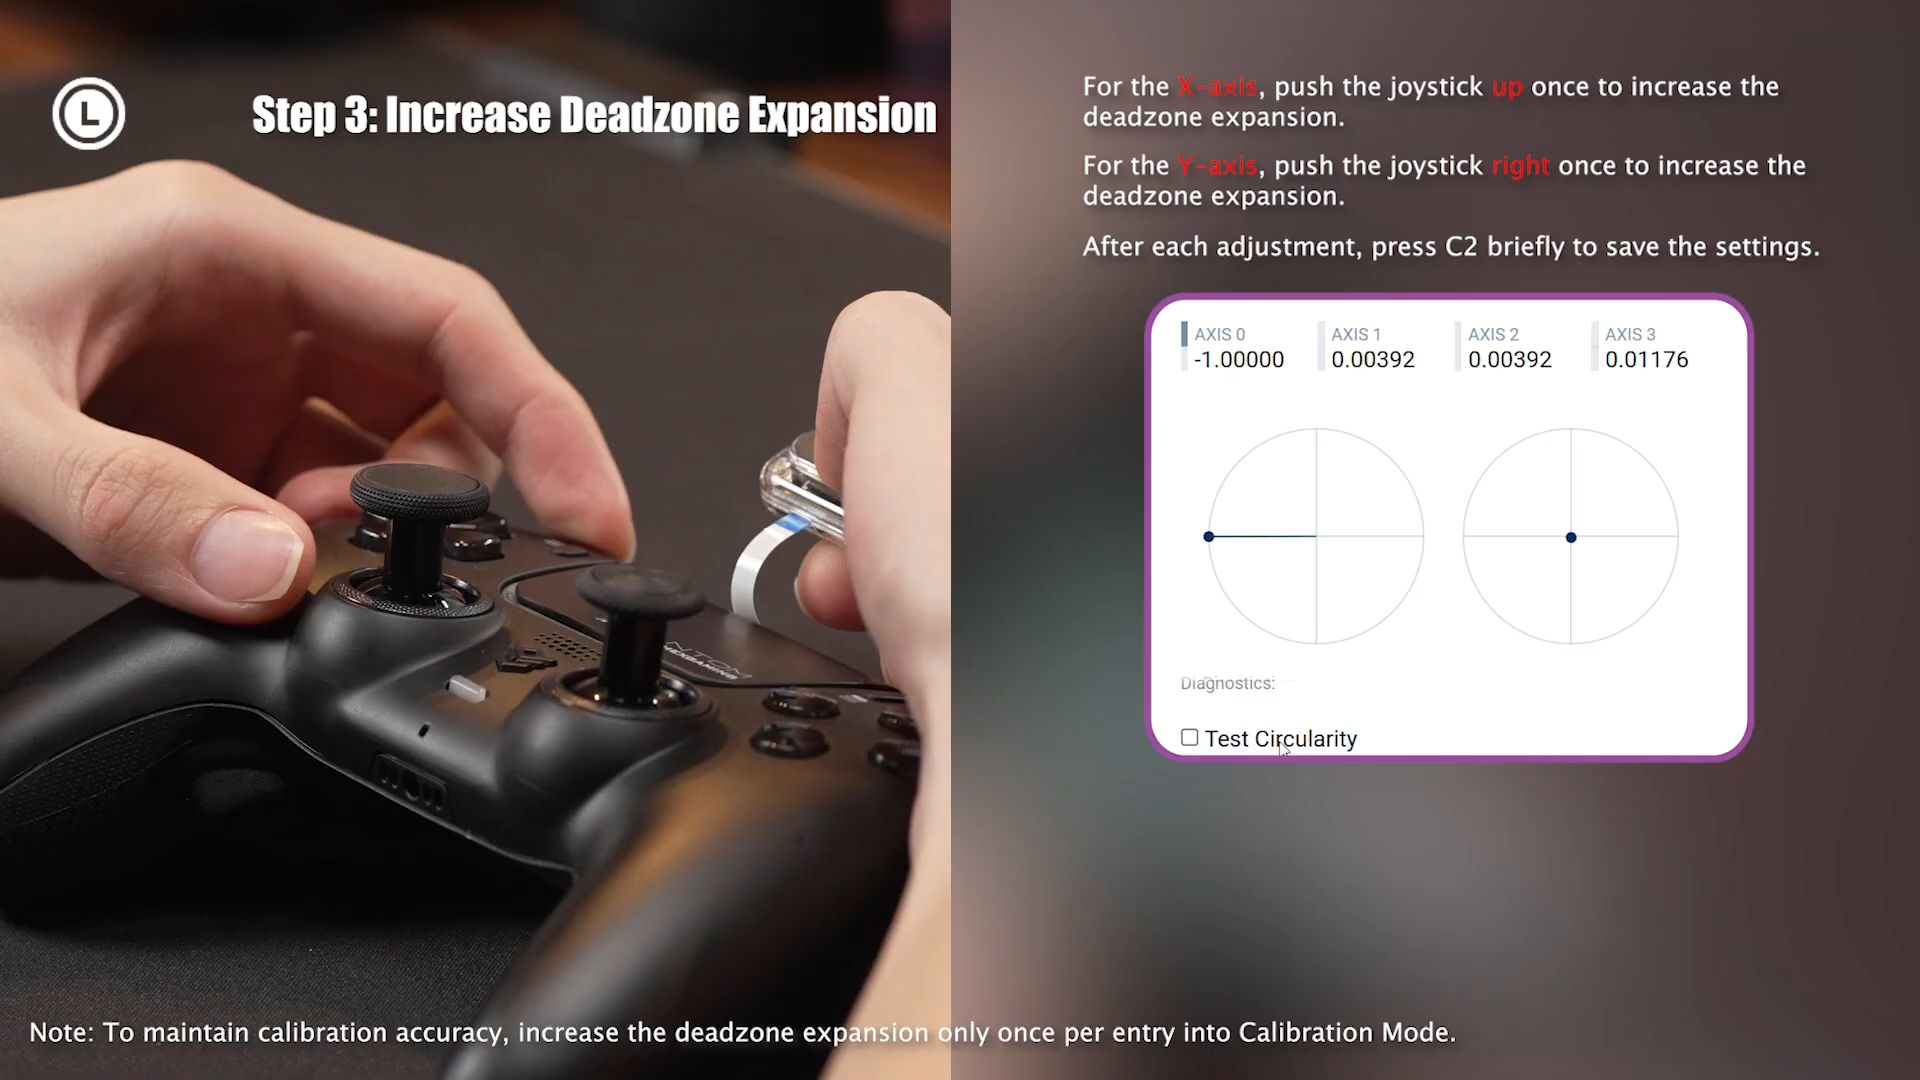 L
Step 3: Increase Deadzone Expansion
For the X-axis, push the joystick up once to increase the
deadzone expansion.
For the Y-axis, push the joystick right once to increase the
deadzone expansion.
After each adjustment, press C2 briefly to save the settings.
AXIS 0 AXIS 1 AXIS 2 AXIS 3
-1.00000 0.00392 0.00392 0.01176
Diagnostics:
Test Circularity
HEXGAMING
Note: To maintain calibration accuracy, increase the deadzone expansion only once per entry into Calibration Mode.